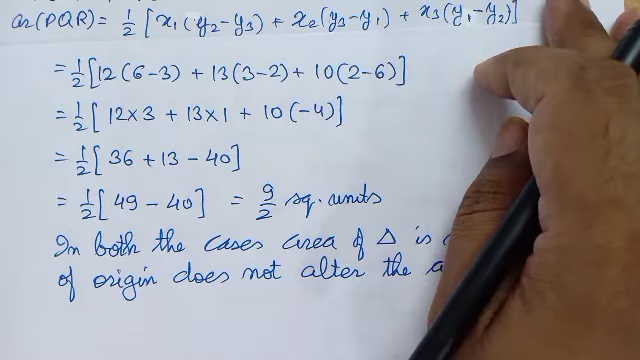 ar(PQR) = 1/2 [x₁(y₂-y₃) + x₂(y₃-y₁) + x₃(y₁-y₂)]
= 1/2 [12(6-3) + 13(3-2) + 10(2-6)]
= 1/2 [12×3 + 13×1 + 10(-4)]
= 1/2 [36 + 13 - 40]
= 1/2 [49 - 40] = 9/2 sq. units
In both the cases area of Δ is
of origin does not alter the